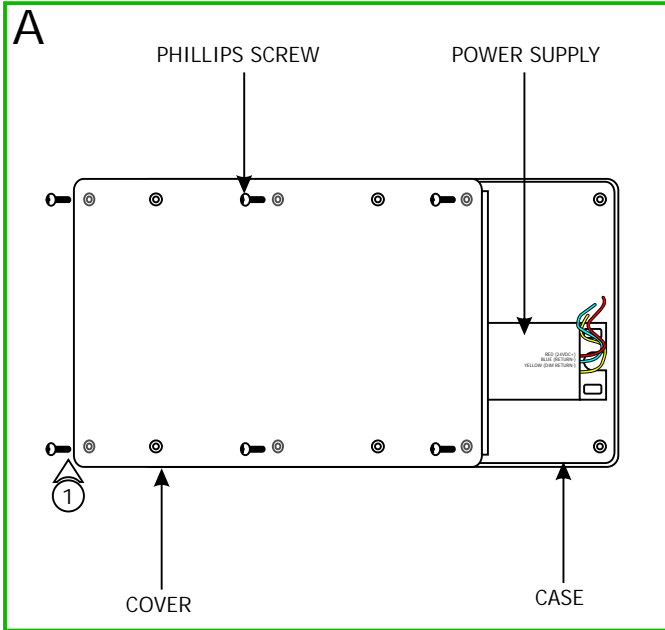 A
PHILLIPS SCREW
POWER SUPPLY
RED (24VDC+)
BLUE (RETURN-)
YELLOW (DIM RETURN-)
1
COVER
CASE